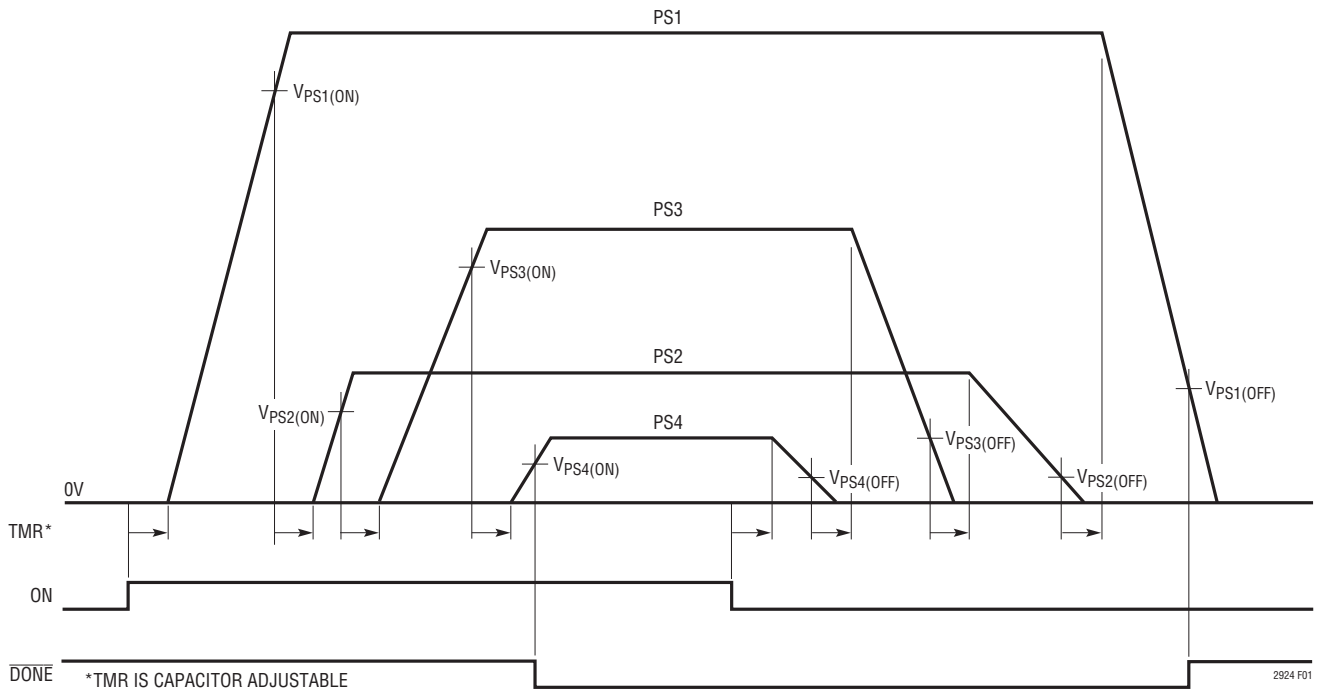 PS1
VPS1(ON)
PS3
VPS3(ON)
PS2
VPS1(OFF)
VPS2(ON)
PS4
VPS3(OFF)
VPS4(ON)
VPS4(OFF)
VPS2(OFF)
0V
TMR*
ON
DONE
*TMR IS CAPACITOR ADJUSTABLE
2924 F01